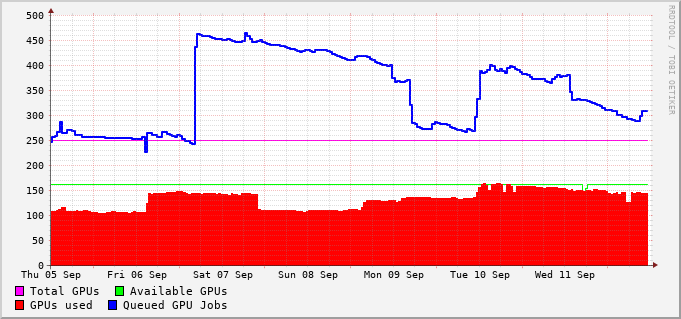 500
450
400
350
300
250
200
150
100
50
0
Thu 05 Sep Fri 06 Sep Sat 07 Sep Sun 08 Sep Mon 09 Sep Tue 10 Sep Wed 11 Sep
Total GPUs Available GPUs
GPUs used Queued GPU Jobs
RRDTOOL / TOBI OETIKER